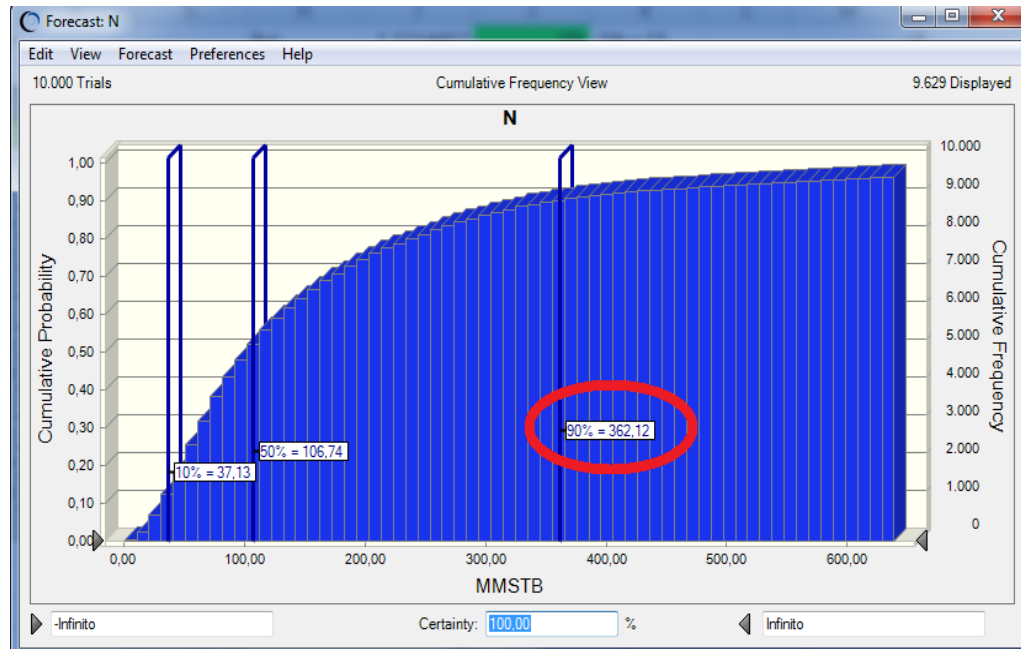 Forecast: N
Edit View Forecast Preferences Help
10.000 Trials Cumulative Frequency View 9.629 Displayed
N
Cumulative Probability
1,00
0,90
0,80
0,70
0,60
0,50
0,40
0,30
0,20
0,10
0,00
10% = 37,13
50% = 106,74
90% = 362,12
10.000
9.000
8.000
7.000
6.000
5.000
4.000
3.000
2.000
1.000
0
Cumulative Frequency
0,00 100,00 200,00 300,00 400,00 500,00 600,00
MMSTB
-Infinito Certainty: 100,00 % Infinito